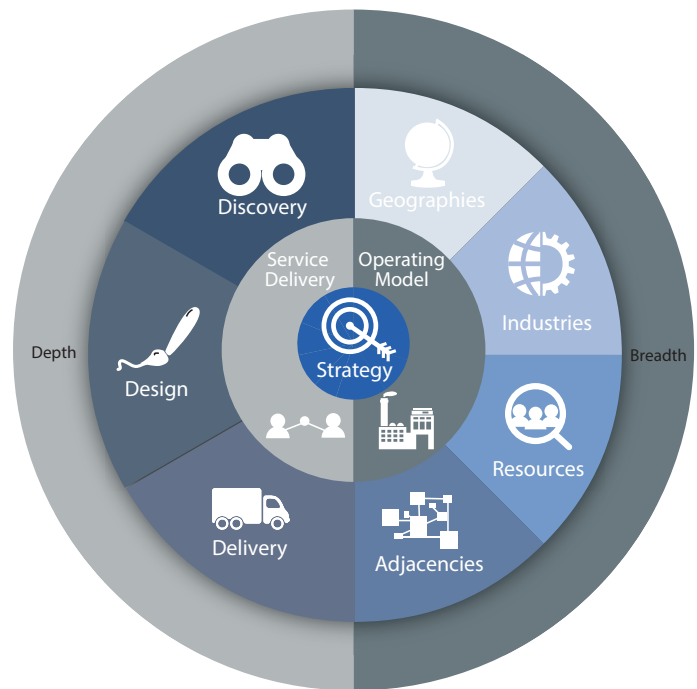 Discovery
Geographies
Service
Delivery
Operating
Model
Industries
Depth
Breadth
Strategy
Design
Resources
Delivery
Adjacencies